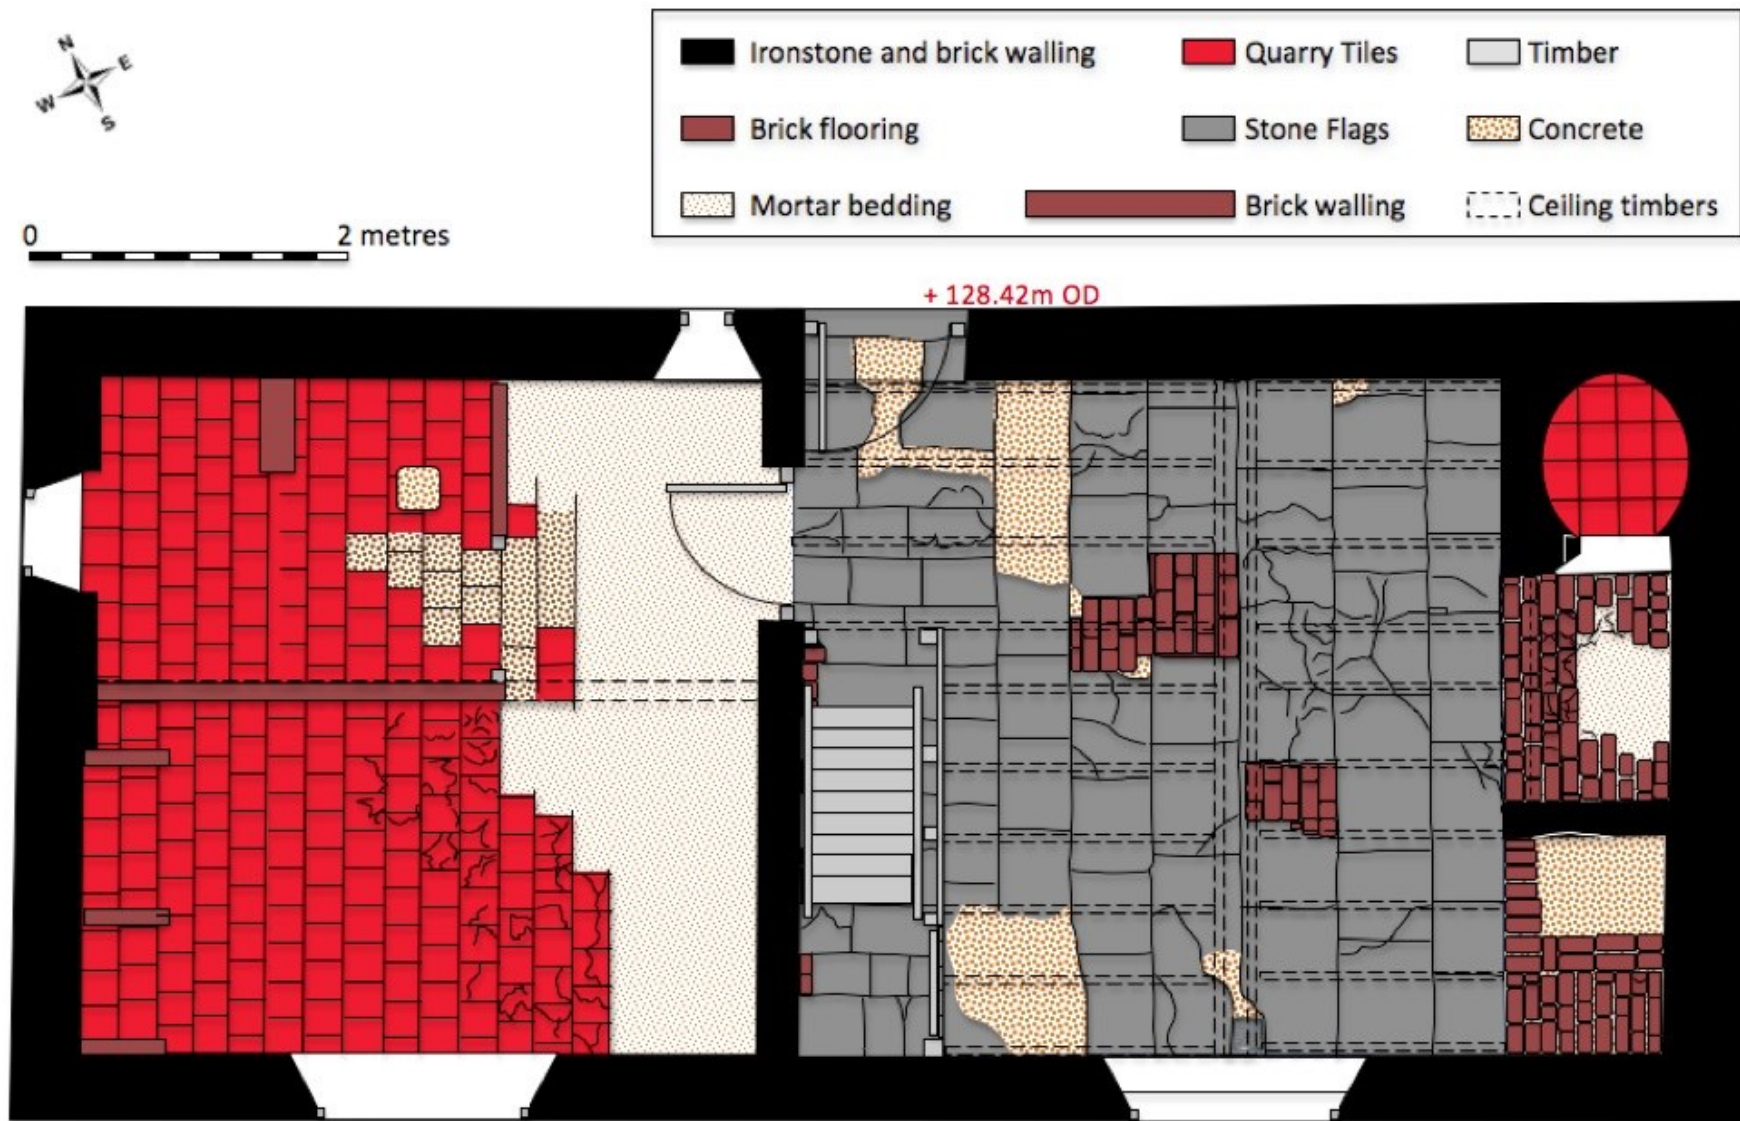 N
E
W
S
Ironstone and brick walling
Quarry Tiles
Timber
Brick flooring
Stone Flags
Concrete
Mortar bedding
Brick walling
Ceiling timbers
0
2 metres
+ 128.42m OD